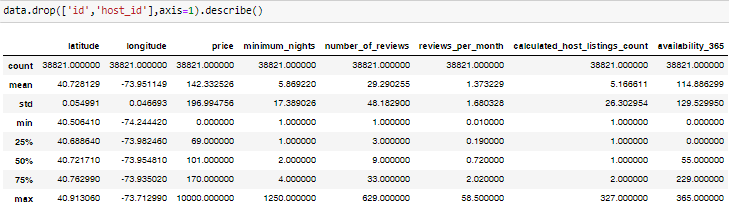 data.drop(['id','host_id'],axis=1).describe()
latitude longitude price minimum_nights number_of_reviews reviews_per_month calculated_host_listings_count availability_365
count 38821.000000 38821.000000 38821.000000 38821.000000 38821.000000 38821.000000 38821.000000 38821.000000
mean 40.728129 -73.951149 142.332526 5.869220 29.290255 1.373229 5.166611 114.886299
std 0.054991 0.046693 196.994756 17.389026 48.182900 1.680328 26.302954 129.529950
min 40.506410 -74.244420 0.000000 1.000000 1.000000 0.010000 1.000000 0.000000
25% 40.688640 -73.982460 69.000000 1.000000 3.000000 0.190000 1.000000 0.000000
50% 40.721710 -73.954810 101.000000 2.000000 9.000000 0.720000 1.000000 55.000000
75% 40.762990 -73.935020 170.000000 4.000000 33.000000 2.020000 2.000000 229.000000
max 40.913060 -73.712990 10000.000000 1250.000000 629.000000 58.500000 327.000000 365.000000